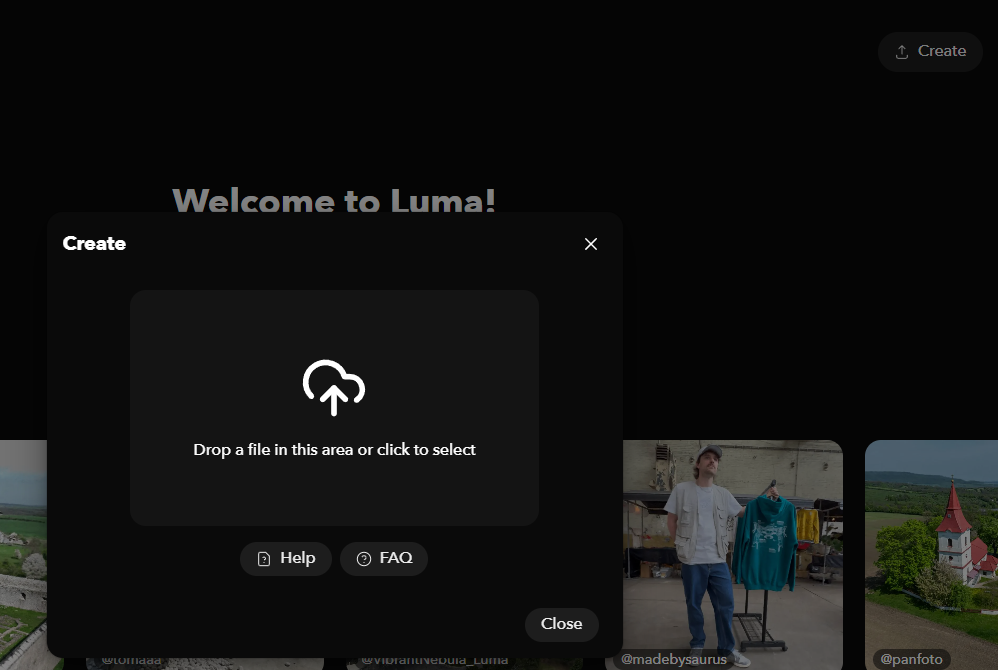 Create
Welcome to Luma!
Create
Drop a file in this area or click to select
Help
FAQ
Close
@tomaaa
@VibrantNebula_Luma
@madebysaurus
@panfoto